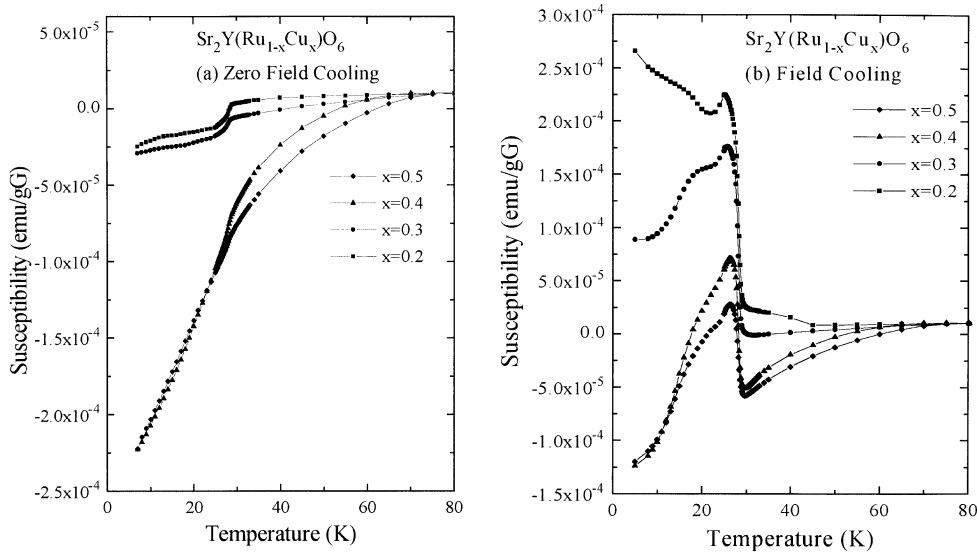 Sr₂Y(Ru₁₋ₓCuₓ)O₆
(a) Zero Field Cooling
x=0.5
x=0.4
x=0.3
x=0.2
Susceptibility (emu/gG)
5.0x10⁻⁵
0.0
-5.0x10⁻⁵
-1.0x10⁻⁴
-1.5x10⁻⁴
-2.0x10⁻⁴
-2.5x10⁻⁴
0 20 40 60 80
Temperature (K)
Sr₂Y(Ru₁₋ₓCuₓ)O₆
(b) Field Cooling
x=0.5
x=0.4
x=0.3
x=0.2
Susceptibility (emu/gG)
3.0x10⁻⁴
2.5x10⁻⁴
2.0x10⁻⁴
1.5x10⁻⁴
1.0x10⁻⁴
5.0x10⁻⁵
0.0
-5.0x10⁻⁵
-1.0x10⁻⁴
-1.5x10⁻⁴
0 20 40 60 80
Temperature (K)